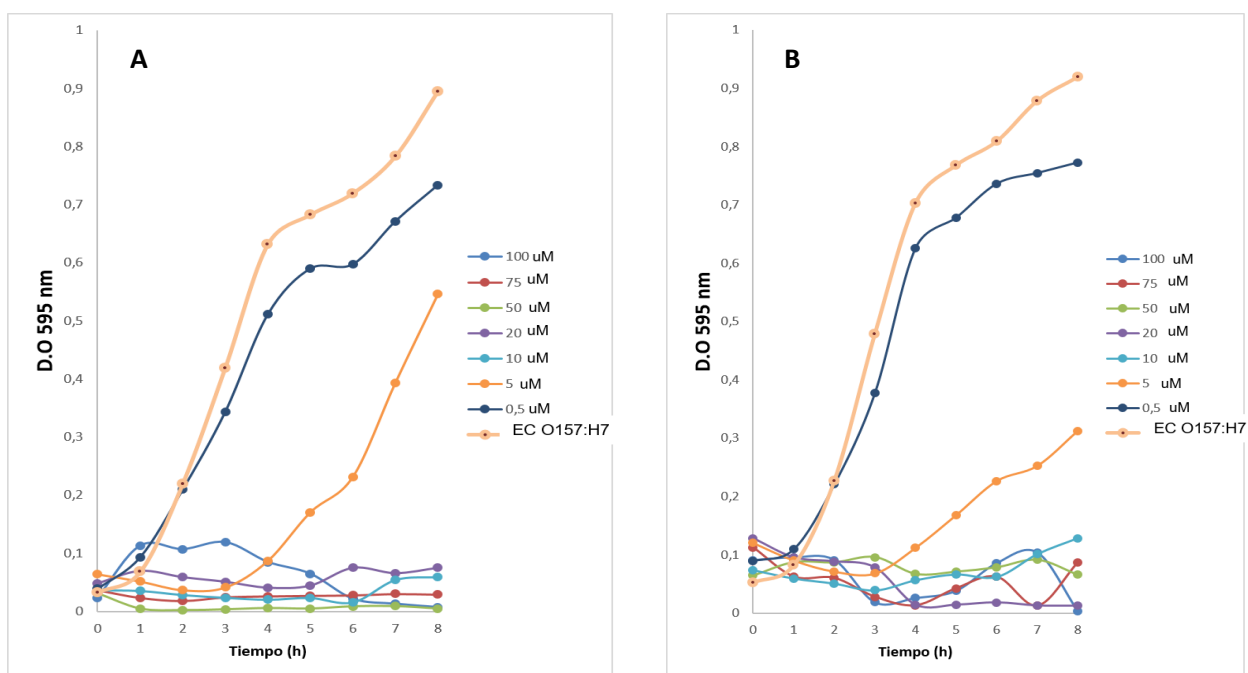 A
1
0,9
0,8
0,7
0,6
0,5
0,4
0,3
0,2
0,1
0
D.O 595 nm
0 1 2 3 4 5 6 7 8
Tiempo (h)
100 uM
75 uM
50 uM
20 uM
10 uM
5 uM
0,5 uM
EC O157:H7
B
1
0,9
0,8
0,7
0,6
0,5
0,4
0,3
0,2
0,1
0
D.O 595 nm
0 1 2 3 4 5 6 7 8
Tiempo (h)
100 uM
75 uM
50 uM
20 uM
10 uM
5 uM
0,5 uM
EC O157:H7